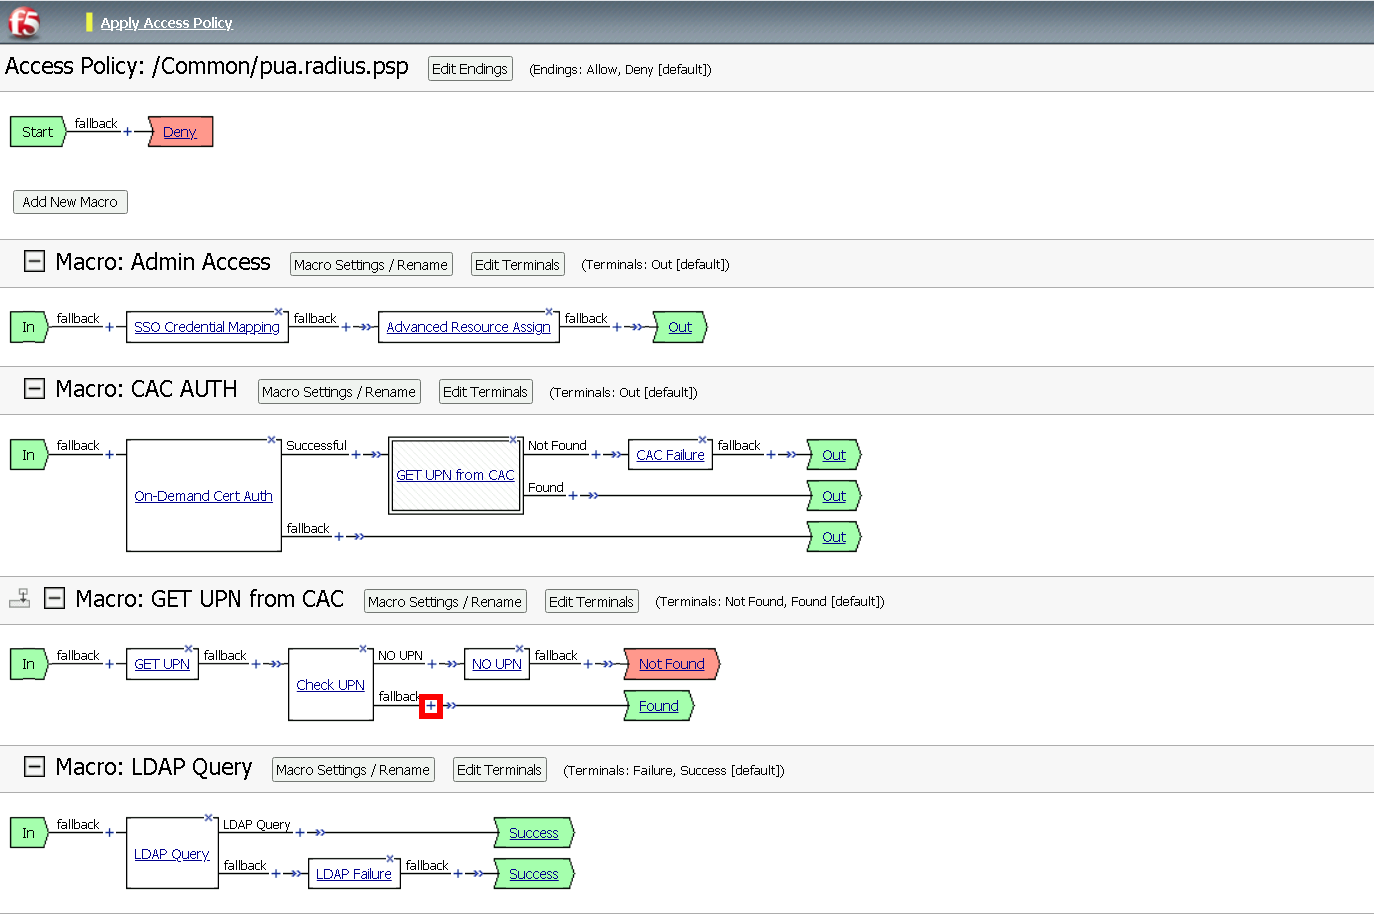 f5 Apply Access Policy
Access Policy: /Common/pua.radius.psp Edit Endings (Endings: Allow, Deny [default])
Start fallback + Deny
Add New Macro
Macro: Admin Access Macro Settings / Rename Edit Terminals (Terminals: Out [default])
In fallback + SSO Credential Mapping fallback + Advanced Resource Assign fallback + Out
Macro: CAC AUTH Macro Settings / Rename Edit Terminals (Terminals: Out [default])
In fallback + On-Demand Cert Auth Successful + GET UPN from CAC Not Found + CAC Failure fallback + Out
Found + Out
fallback + Out
Macro: GET UPN from CAC Macro Settings / Rename Edit Terminals (Terminals: Not Found, Found [default])
In fallback + GET UPN fallback + Check UPN NO UPN + NO UPN fallback + Not Found
fallback + Found
Macro: LDAP Query Macro Settings / Rename Edit Terminals (Terminals: Failure, Success [default])
In fallback + LDAP Query LDAP Query + Success
fallback + LDAP Failure fallback + Success